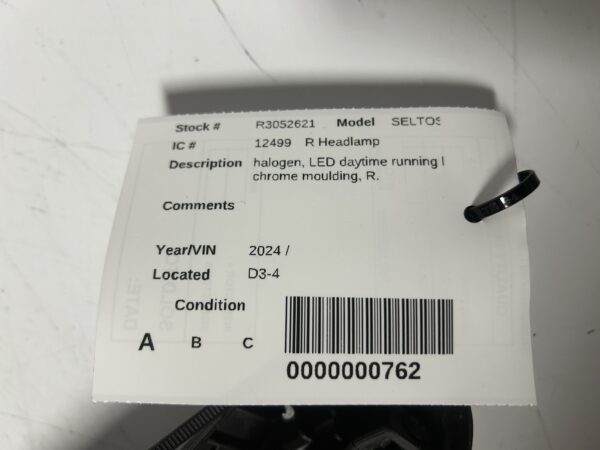 Stock # R3052621 Model SELTOS
IC # 12499 R Headlamp
Description halogen, LED daytime running l
chrome moulding, R.
Comments
Year/VIN 2024 /
Located D3-4
Condition
A B C
0000000762